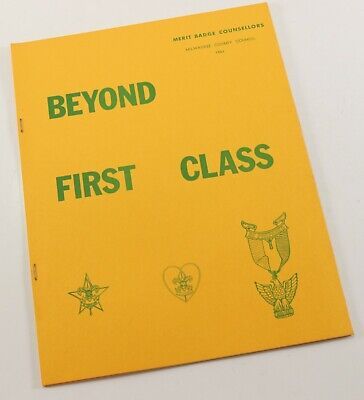 MERIT BADGE COUNSELLORS
MILWAUKEE COUNTY COUNCIL
BEYOND
FIRST CLASS